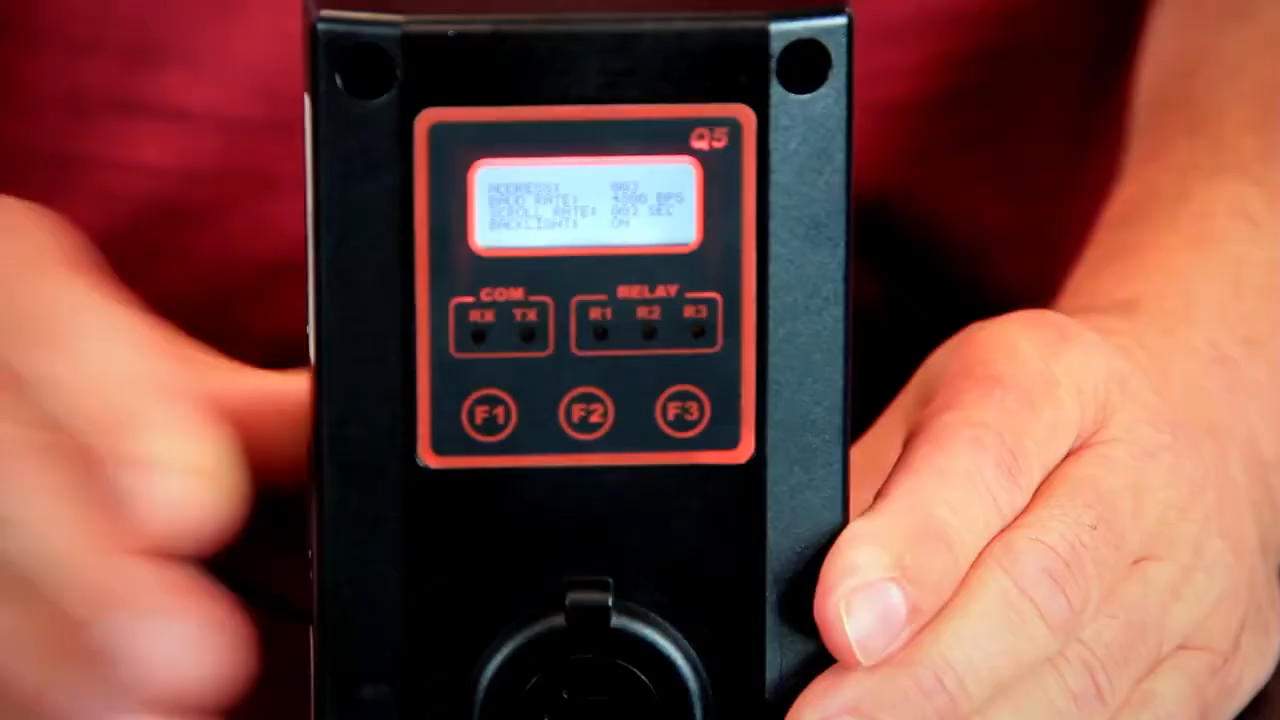 Q5
ADDRESS: 003
BAUD RATE: 4800 BPS
SCROLL RATE: 003 SEC
BACKLIGHT: ON
COM RELAY
RX TX R1 R2 R3
F1 F2 F3